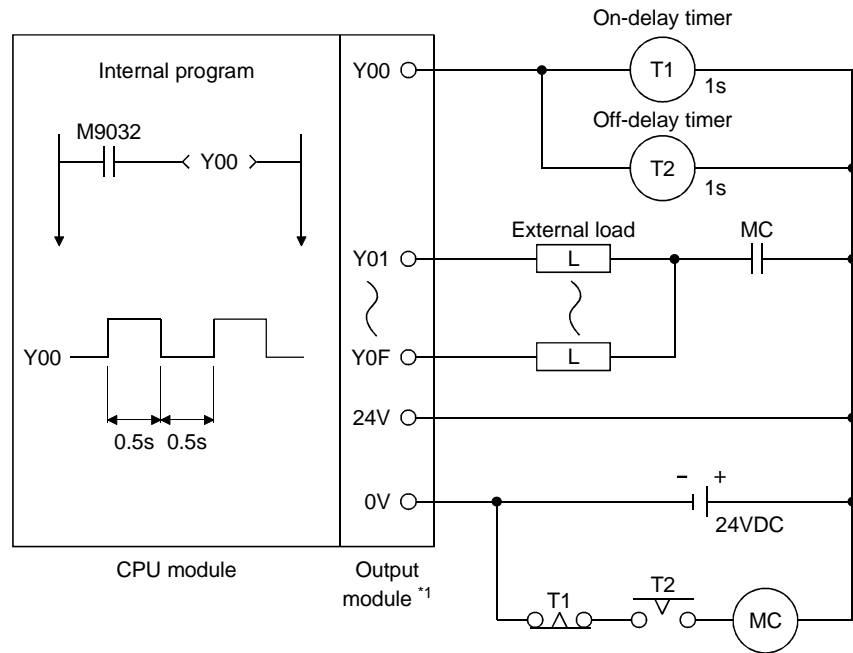 On-delay timer
Internal program
Y00
T1
1s
M9032
Y00
Off-delay timer
T2
1s
External load
MC
Y01
L
Y00
Y0F
L
0.5s 0.5s
24V
0V
− +
24VDC
CPU module
Output
module *1
T1
T2
MC